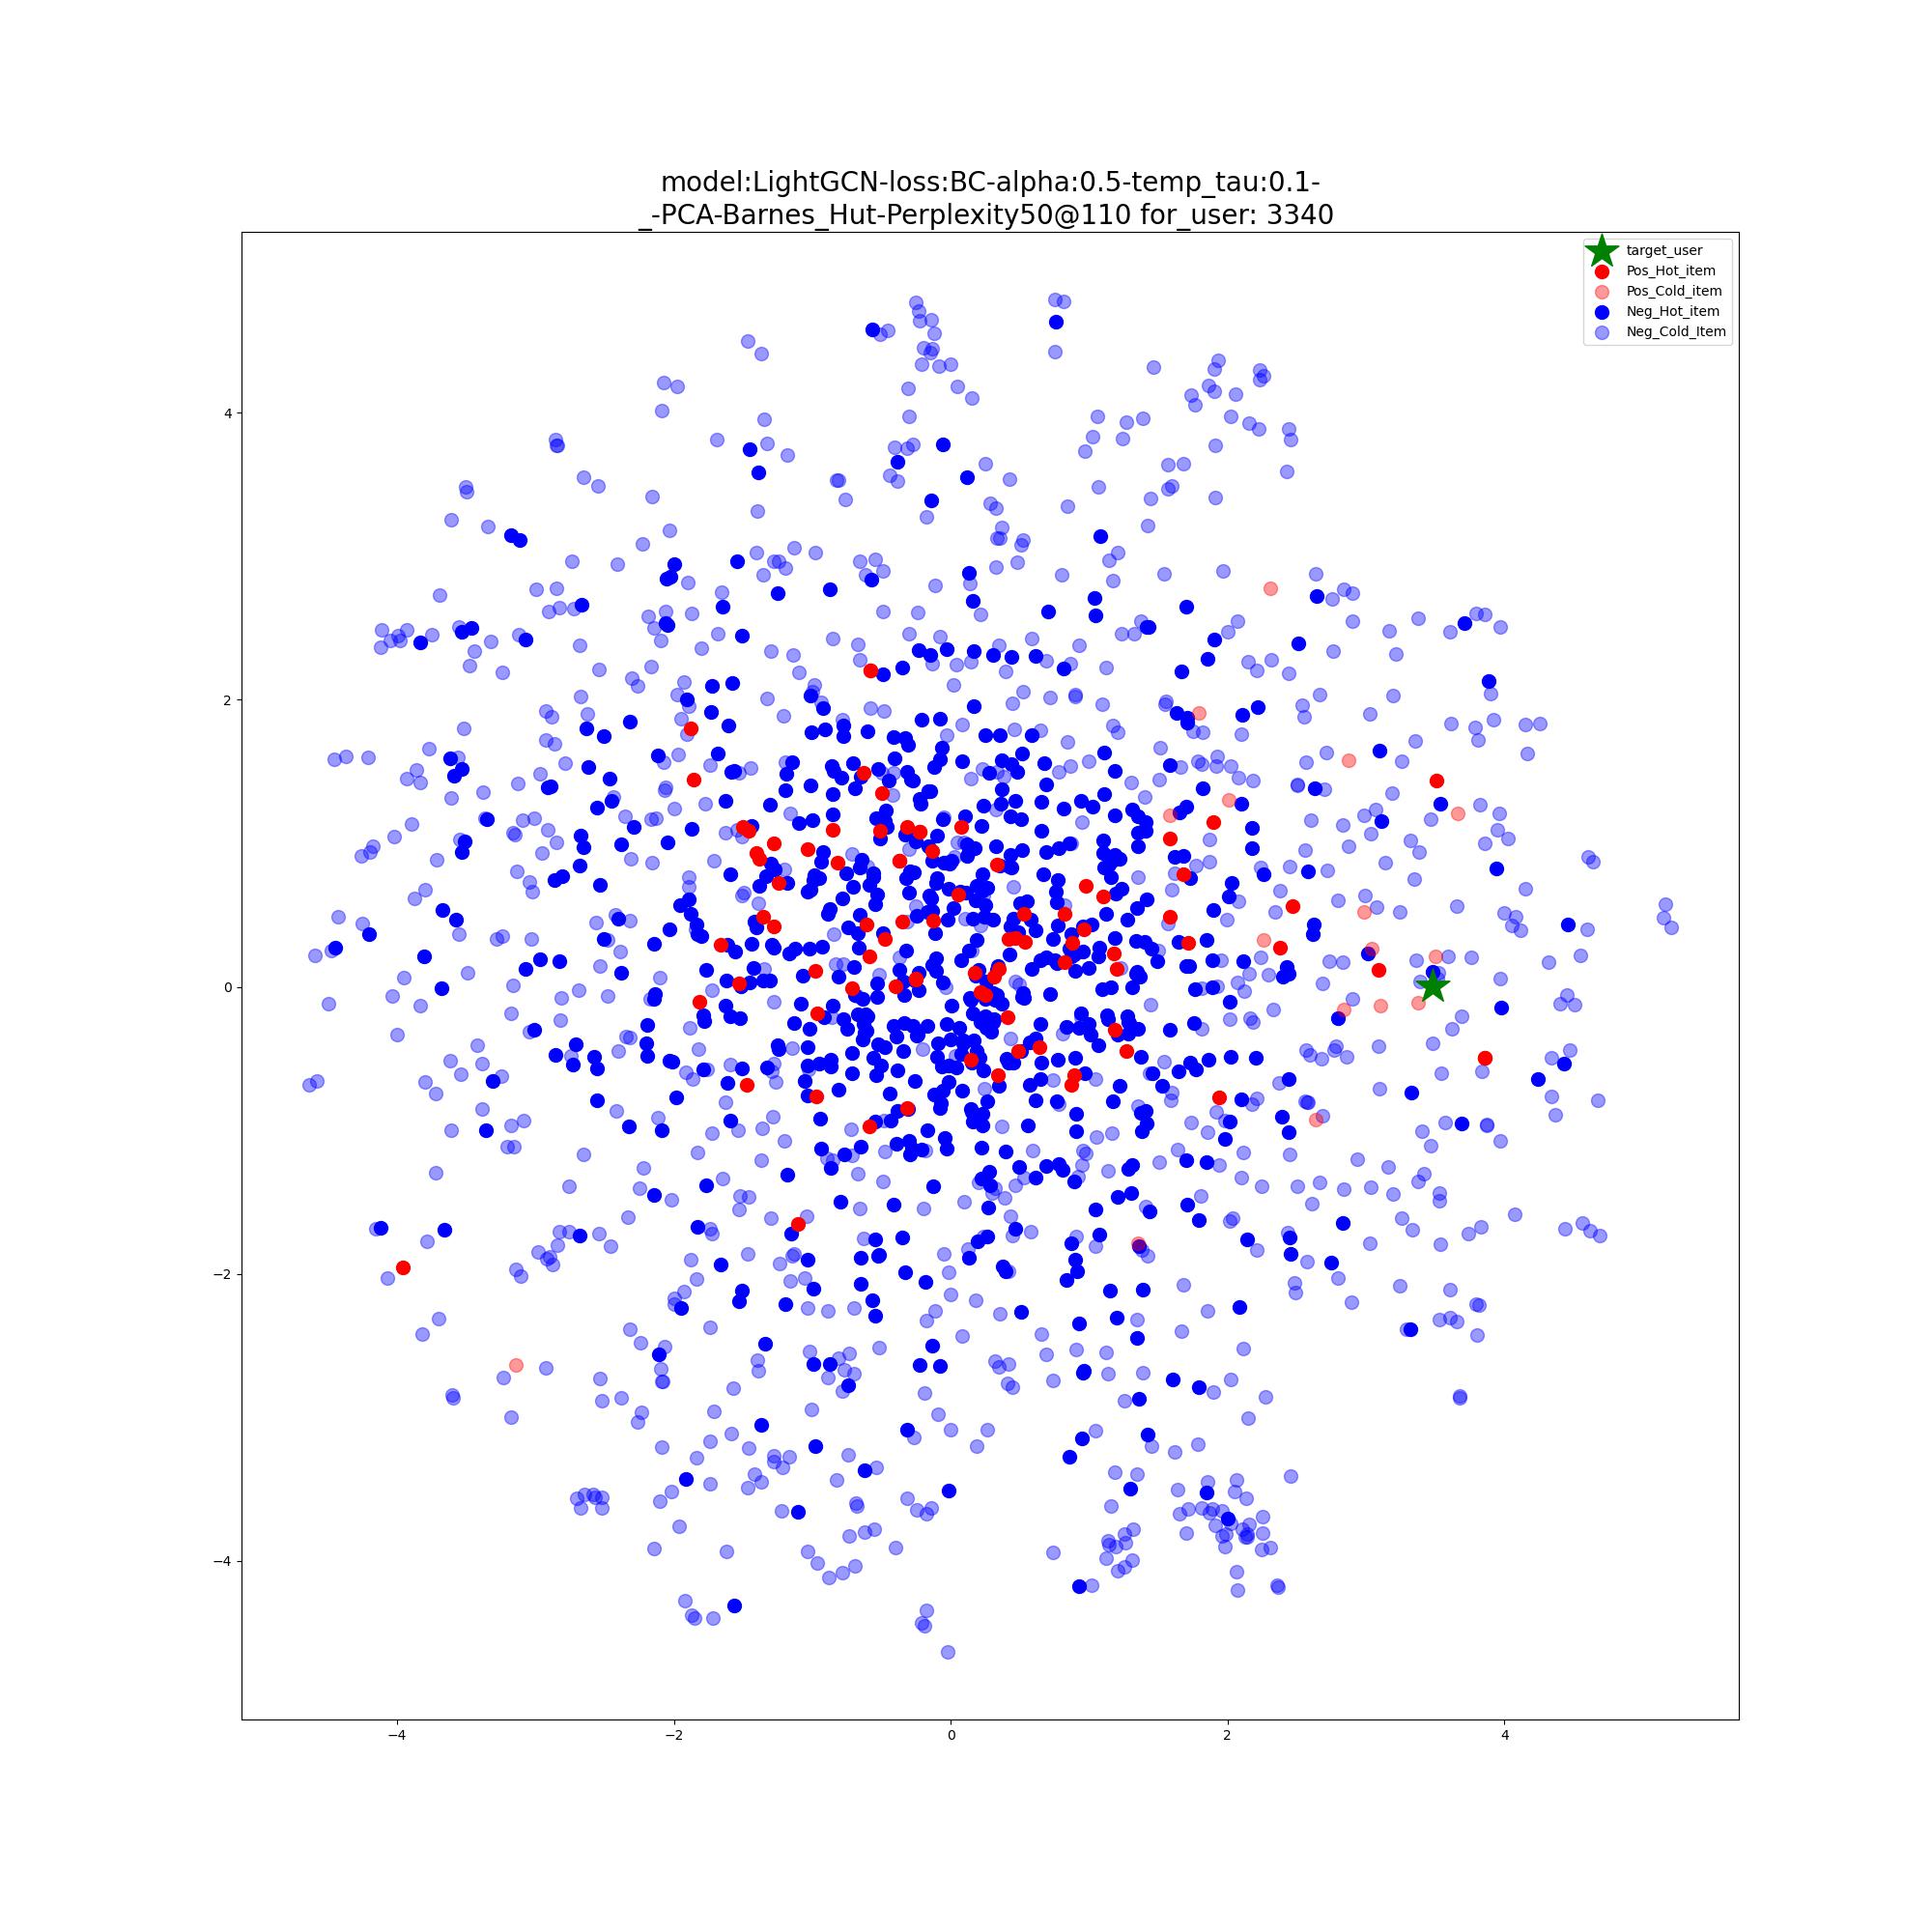 model:LightGCN-loss:BC-alpha:0.5-temp_tau:0.1-
_-PCA-Barnes_Hut-Perplexity50@110 for_user: 3340
target_user
Pos_Hot_item
Pos_Cold_item
Neg_Hot_item
Neg_Cold_Item
4
2
0
−2
−4
−4
−2
0
2
4